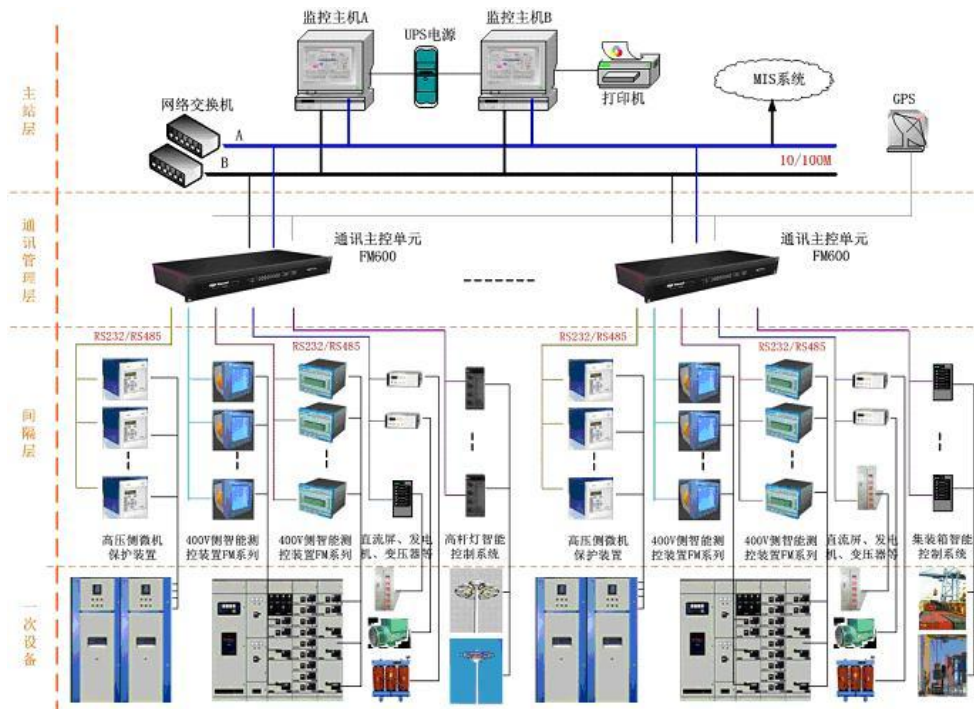 监控主机A
监控主机B
UPS电源
打印机
MIS系统
GPS
网络交换机
A
B
10/100M
主站层
通讯主控单元
FM600
通讯主控单元
FM600
通讯管理层
RS232/RS485
RS232/RS485
RS232/RS485
RS232/RS485
间隔层
高压侧微机
保护装置
400V侧智能测
控装置FM系列
400V侧智能测
控装置FM系列
直流屏、发电
机、变压器等
高杆灯智能
控制系统
高压侧微机
保护装置
400V侧智能测
控装置FM系列
400V侧智能测
控装置FM系列
直流屏、发电
机、变压器等
集装箱智能
控制系统
一次设备